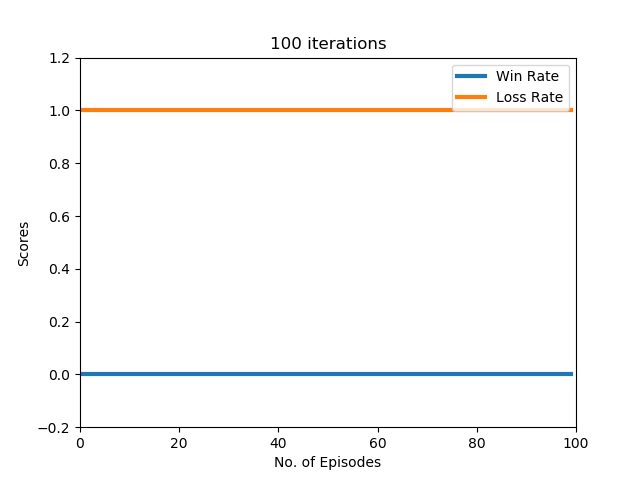 100 iterations
Win Rate
Loss Rate
1.2
1.0
0.8
0.6
0.4
0.2
0.0
−0.2
Scores
0
20
40
60
80
100
No. of Episodes